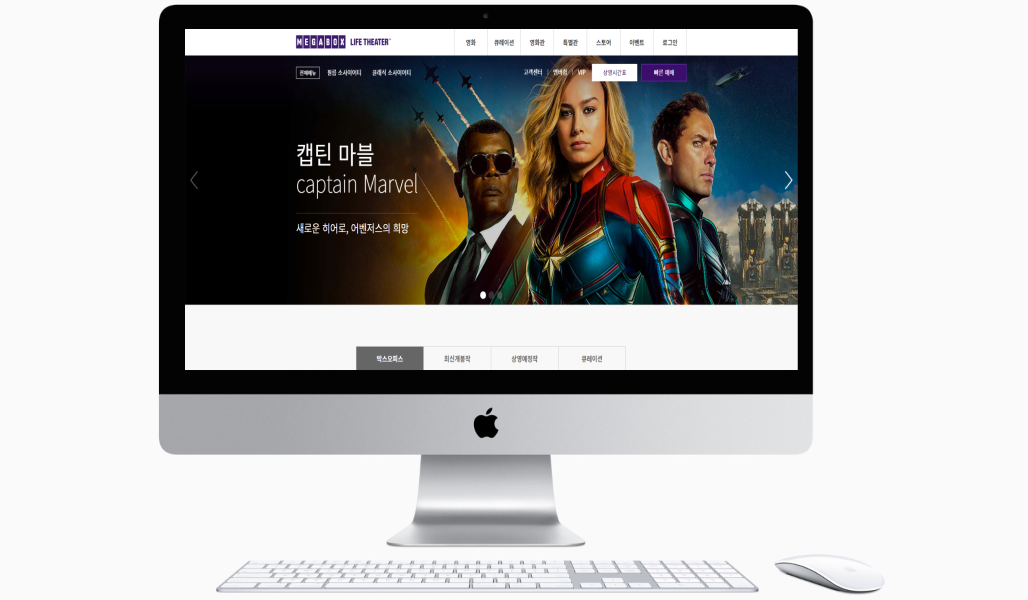 MEGABOX LIFE THEATER
영화 큐레이션 영화관 특별관 스토어 이벤트 로그인
전체메뉴 필름 소사이어티 클래식 소사이어티 고객센터 | 멤버쉽 | VIP 상영시간표 빠른 예매
캡틴 마블
captain Marvel
새로운 히어로, 어벤져스의 희망
박스오피스 최신개봉작 상영예정작 큐레이션